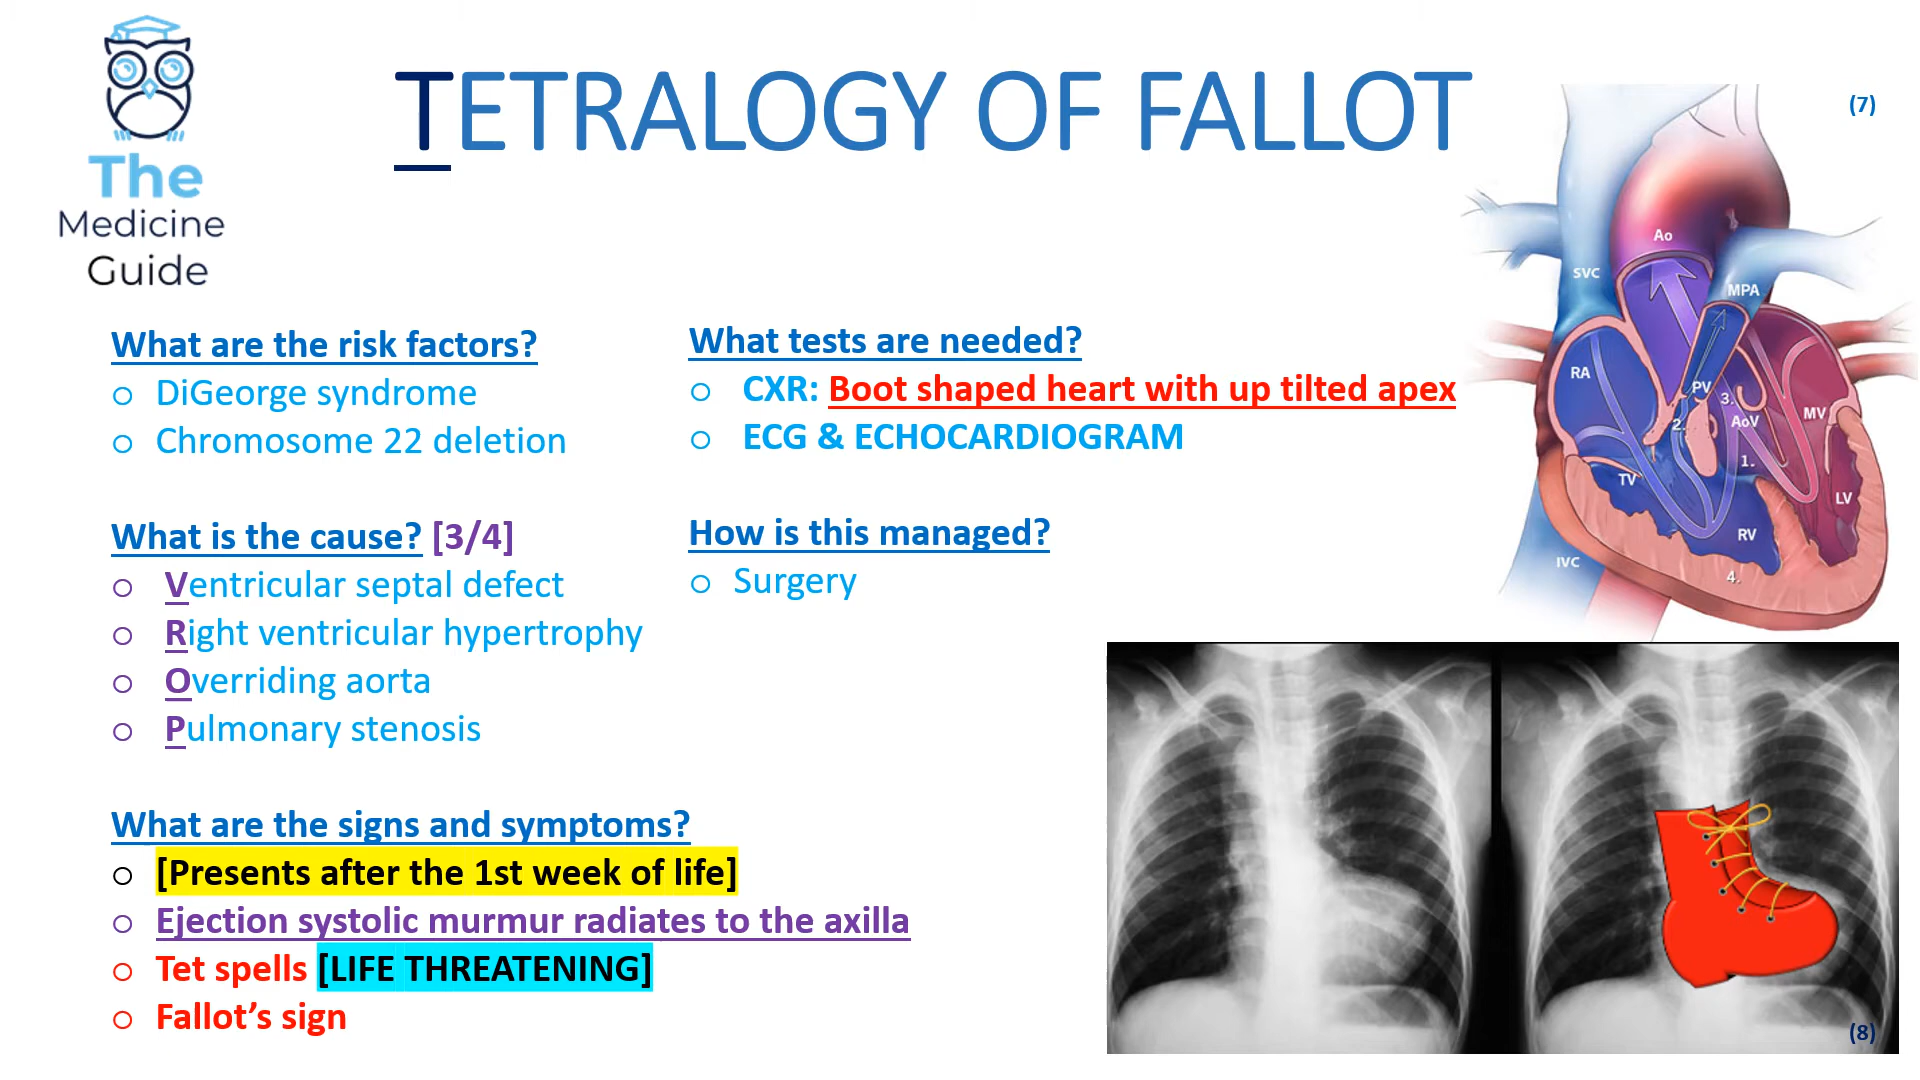 The
Medicine
Guide
TETRALOGY OF FALLOT
What are the risk factors?
○ DiGeorge syndrome
○ Chromosome 22 deletion
What is the cause? [3/4]
○ Ventricular septal defect
○ Right ventricular hypertrophy
○ Overriding aorta
○ Pulmonary stenosis
What are the signs and symptoms?
○ [Presents after the 1st week of life]
○ Ejection systolic murmur radiates to the axilla
○ Tet spells [LIFE THREATENING]
○ Fallot’s sign
What tests are needed?
○ CXR: Boot shaped heart with up tilted apex
○ ECG & ECHOCARDIOGRAM
How is this managed?
○ Surgery
(7)
Ao
SVC
MPA
RA
PV
3.
MV
2.
AoV
1.
TV
LV
RV
IVC
4.
(8)